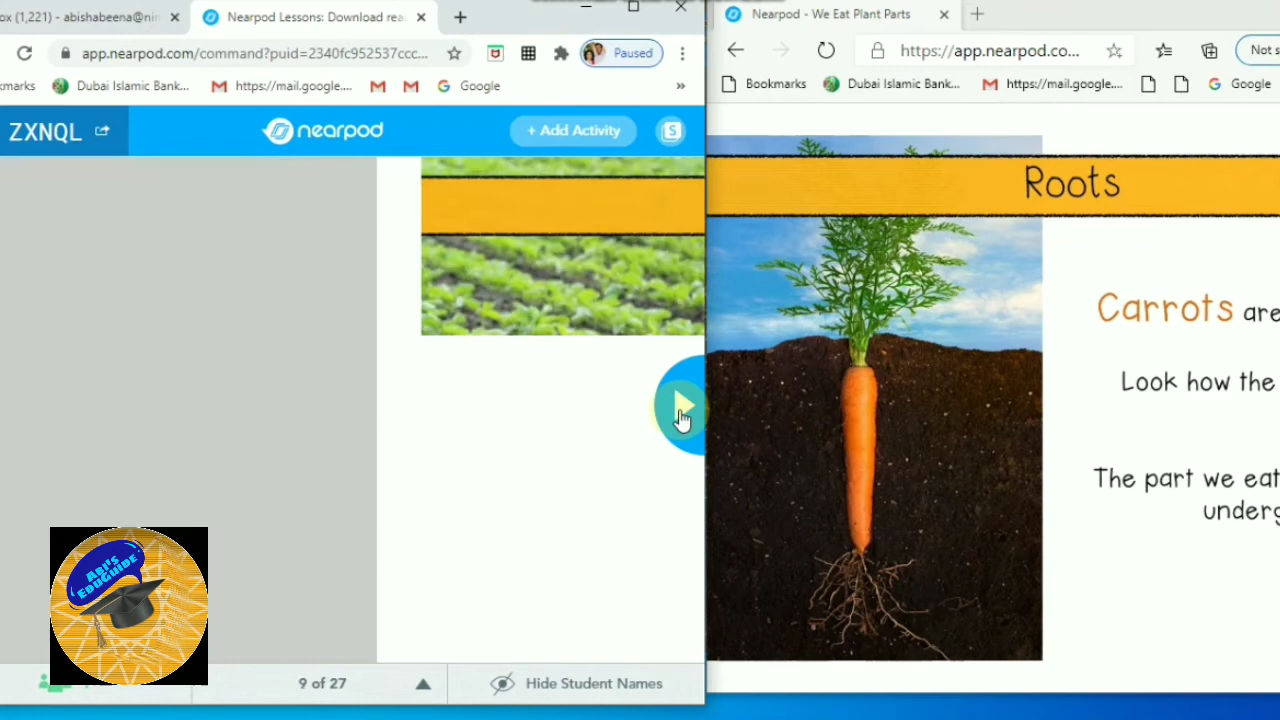 ox (1,221) - abishabeena@nin
Nearpod Lessons: Download rea
app.nearpod.com/command?puid=2340fc952537ccc...
Paused
marks
Dubai Islamic Bank...
https://mail.google....
Google
»
ZXNQL
nearpod
+ Add Activity
S
ABI'S
EDUGUIDE
9 of 27
Hide Student Names
Nearpod - We Eat Plant Parts
https://app.nearpod.co...
Not s
Bookmarks
Dubai Islamic Bank...
https://mail.google....
Google
Roots
Carrots are
Look how the
The part we eat
underg